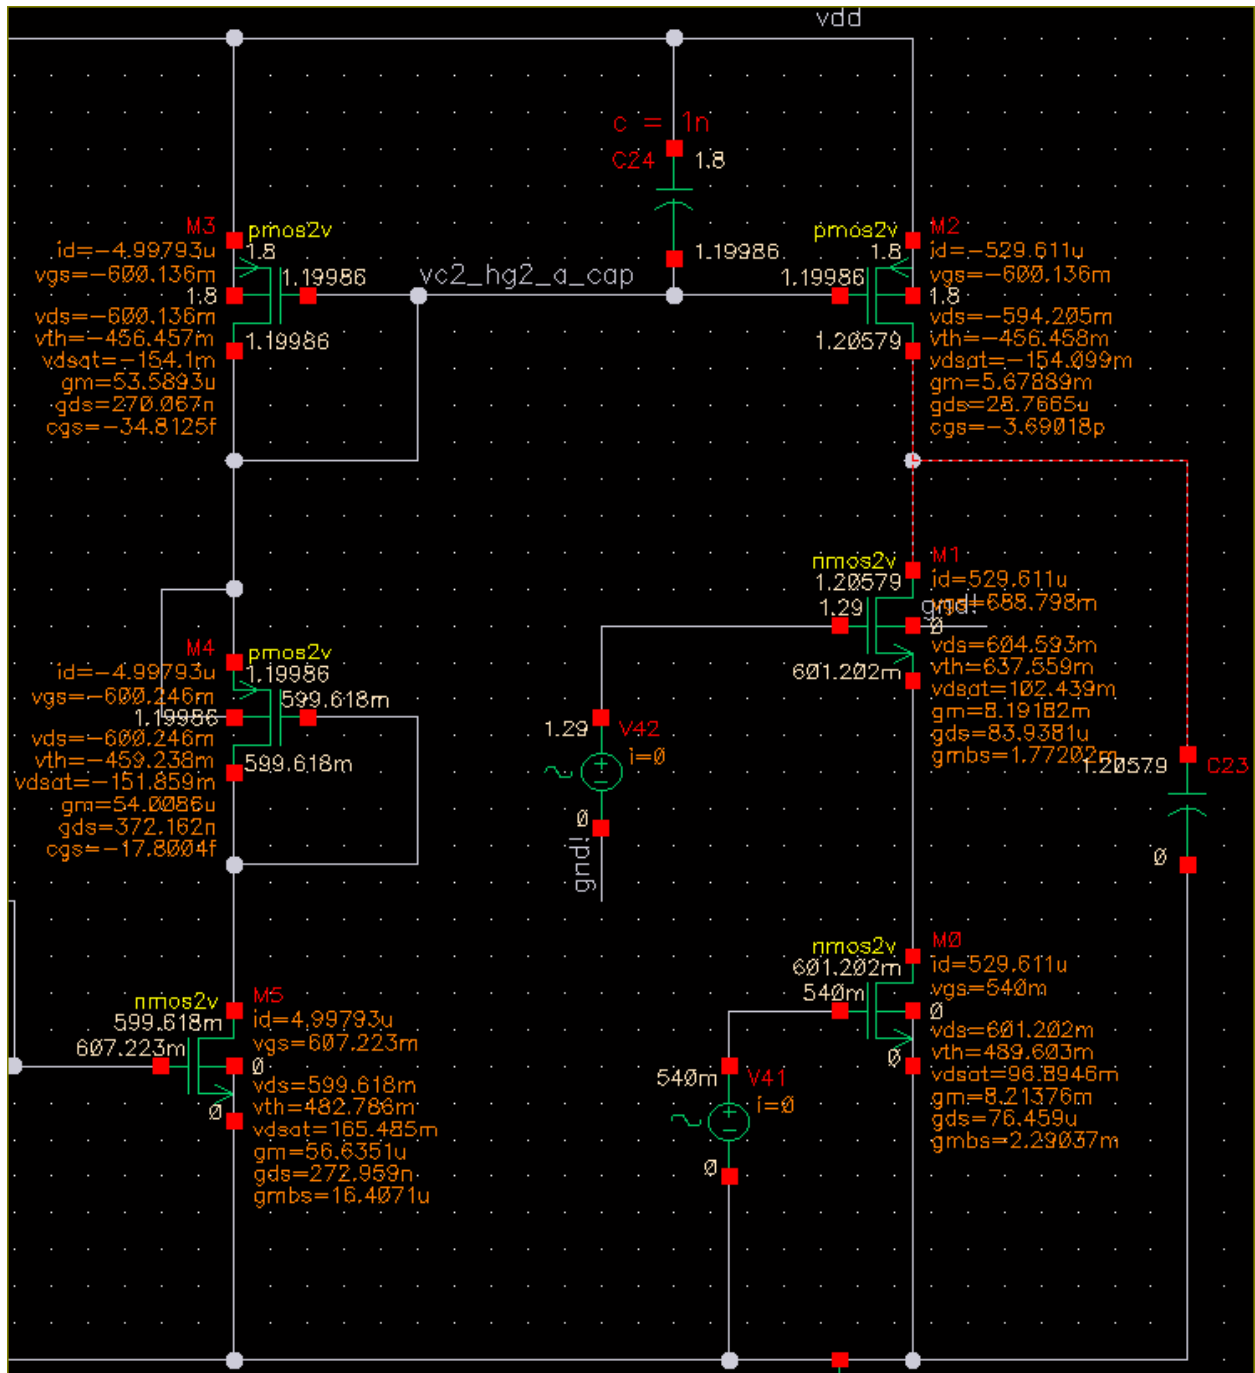 vdd
c = 1n
C24
1.8
1.19986
M3
pmos2v
id=-4.99793u
1.8
vgs=-600.136m
1.19986
1.8
vds=-600.136m
vth=-456.457m
1.19986
vdsat=-154.1m
gm=53.5893u
gds=270.067n
cgs=-34.8125f
vc2_hg2_a_cap
pmos2v
M2
1.8
id=-529.611u
vgs=-600.136m
1.19986
1.8
vds=-594.205m
vth=-456.458m
1.20579
vdsat=-154.099m
gm=5.67889m
gds=28.7665u
cgs=-3.69018p
nmos2v
M1
1.20579
id=529.611u
1.29
gnd!
vgs=688.798m
0
vds=604.593m
vth=637.559m
601.202m
vdsat=102.439m
gm=8.19182m
gds=83.9381u
gmbs=1.77202m
M4
pmos2v
id=-4.99793u
1.19986
vgs=-600.246m
599.618m
1.19986
vds=-600.246m
vth=-459.238m
599.618m
vdsat=-151.859m
gm=54.0086u
gds=372.162n
cgs=-17.8004f
1.29
V42
i=0
0
gnd!
1.20579
C23
0
nmos2v
M0
601.202m
id=529.611u
540m
vgs=540m
0
vds=601.202m
0
vth=489.603m
vdsat=96.8946m
gm=8.21376m
gds=76.459u
gmbs=2.29037m
nmos2v
M5
599.618m
id=4.99793u
607.223m
vgs=607.223m
0
vds=599.618m
0
vth=482.786m
vdsat=165.485m
gm=56.6351u
gds=272.959n
gmbs=16.4071u
540m
V41
i=0
0